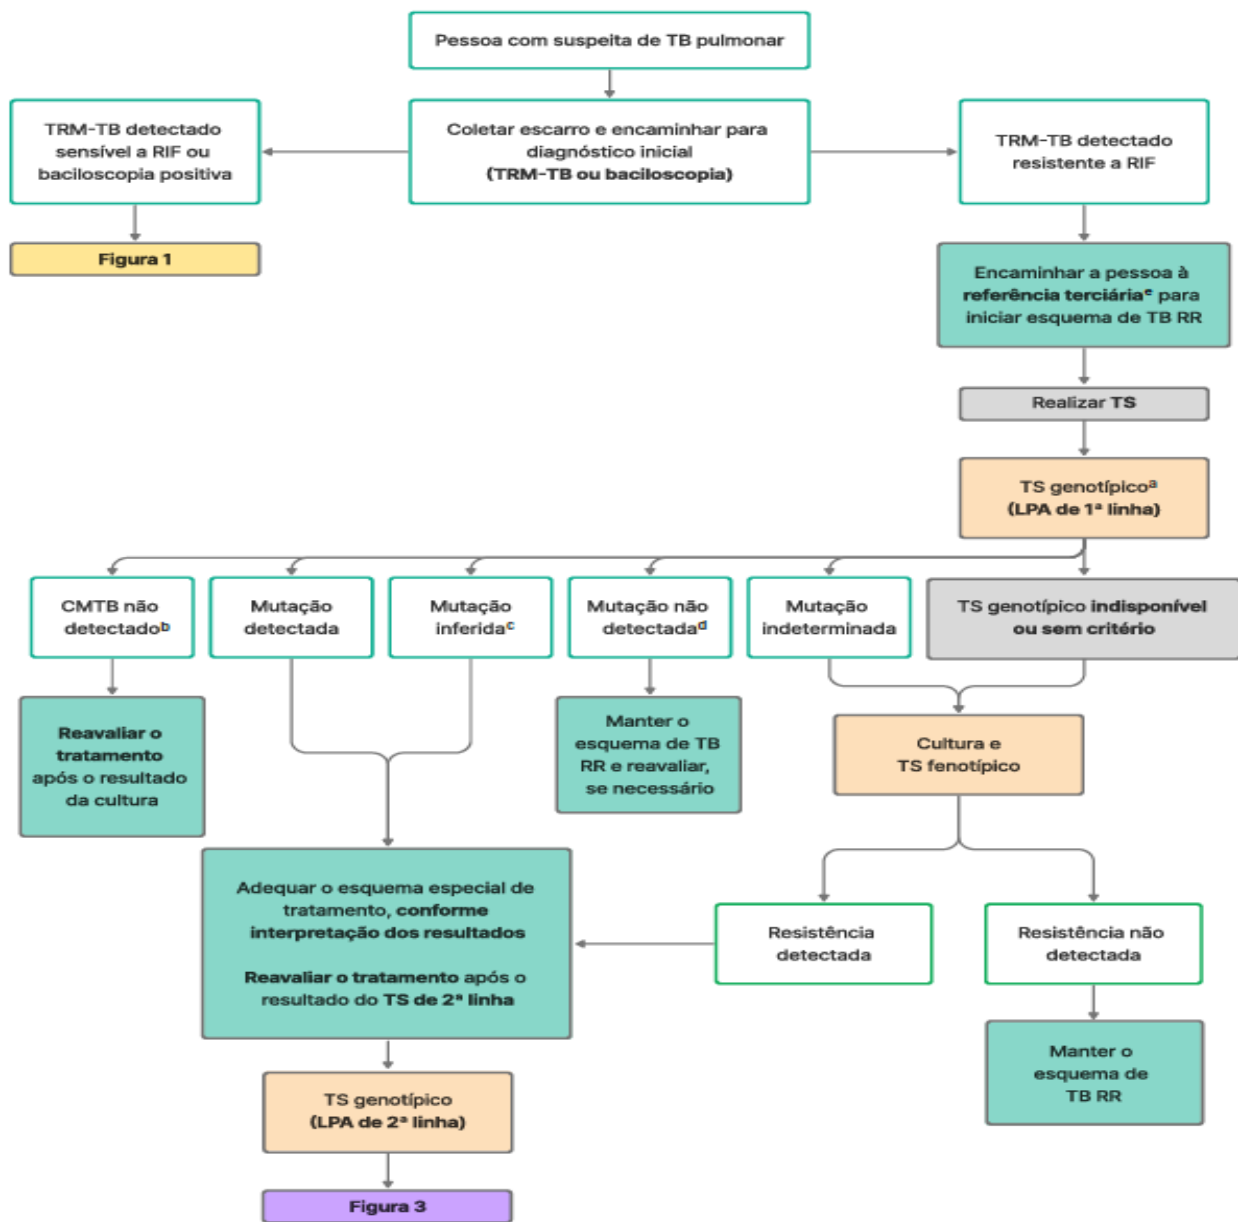 Pessoa com suspeita de TB pulmonar
TRM-TB detectado
sensível a RIF ou
baciloscopia positiva
Coletar escarro e encaminhar para
diagnóstico inicial
(TRM-TB ou baciloscopia)
TRM-TB detectado
resistente a RIF
Figura 1
Encaminhar a pessoa à
referência terciáriaᵉ para
iniciar esquema de TB RR
Realizar TS
TS genotípicoᵃ
(LPA de 1ª linha)
CMTB não
detectadoᵇ
Mutação
detectada
Mutação
inferidaᶜ
Mutação não
detectadaᵈ
Mutação
indeterminada
TS genotípico indisponível
ou sem critério
Reavaliar o
tratamento
após o resultado
da cultura
Manter o
esquema de TB
RR e reavaliar,
se necessário
Cultura e
TS fenotípico
Adequar o esquema especial de
tratamento, conforme
interpretação dos resultados
Reavaliar o tratamento após o
resultado do TS de 2ª linha
Resistência
detectada
Resistência não
detectada
Manter o
esquema de
TB RR
TS genotípico
(LPA de 2ª linha)
Figura 3